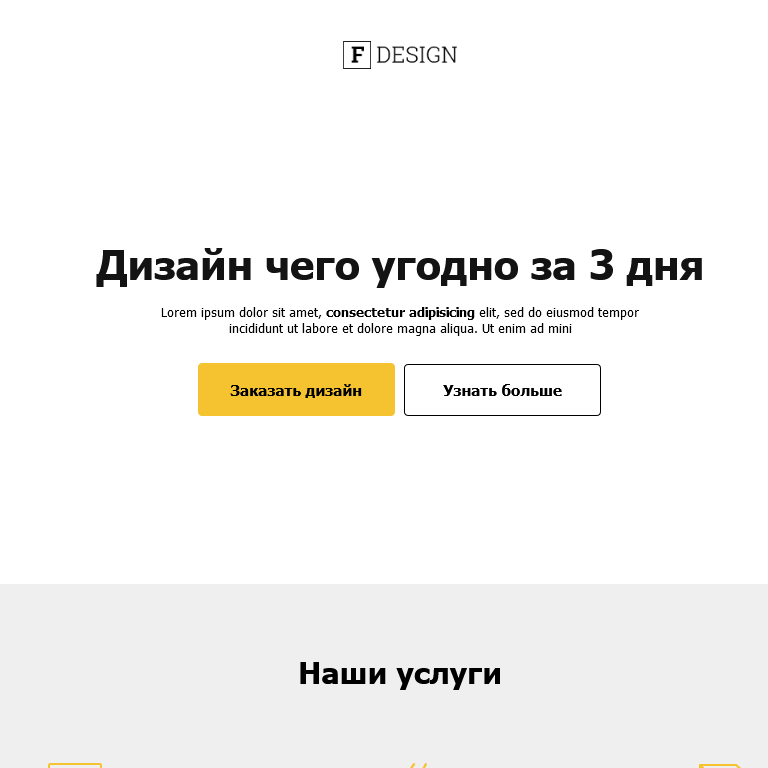 F DESIGN
Дизайн чего угодно за 3 дня
Lorem ipsum dolor sit amet, consectetur adipisicing elit, sed do eiusmod tempor
incididunt ut labore et dolore magna aliqua. Ut enim ad mini
Заказать дизайн
Узнать больше
Наши услуги